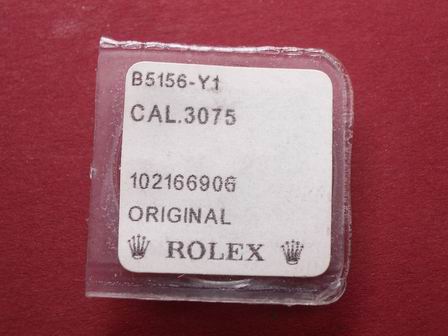 B5156-Y1
CAL.3075
102166906
ORIGINAL
ROLEX